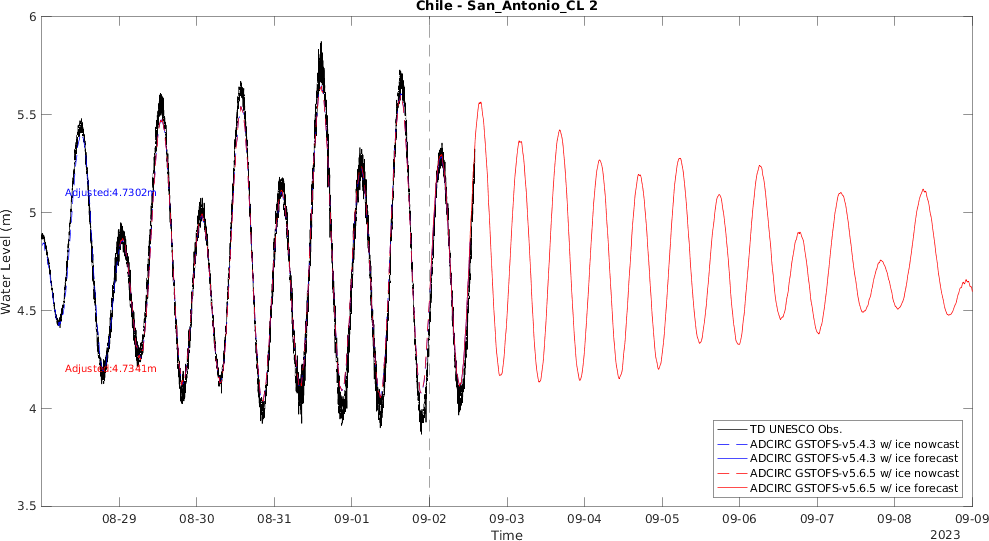 Chile - San_Antonio_CL 2
6
5.5
5
4.5
4
3.5
Water Level (m)
Adjusted:4.7302m
Adjusted:4.7341m
TD UNESCO Obs.
ADCIRC GSTOFS-v5.4.3 w/ ice nowcast
ADCIRC GSTOFS-v5.4.3 w/ ice forecast
ADCIRC GSTOFS-v5.6.5 w/ ice nowcast
ADCIRC GSTOFS-v5.6.5 w/ ice forecast
08-29 08-30 08-31 09-01 09-02 09-03 09-04 09-05 09-06 09-07 09-08 09-09
Time
2023